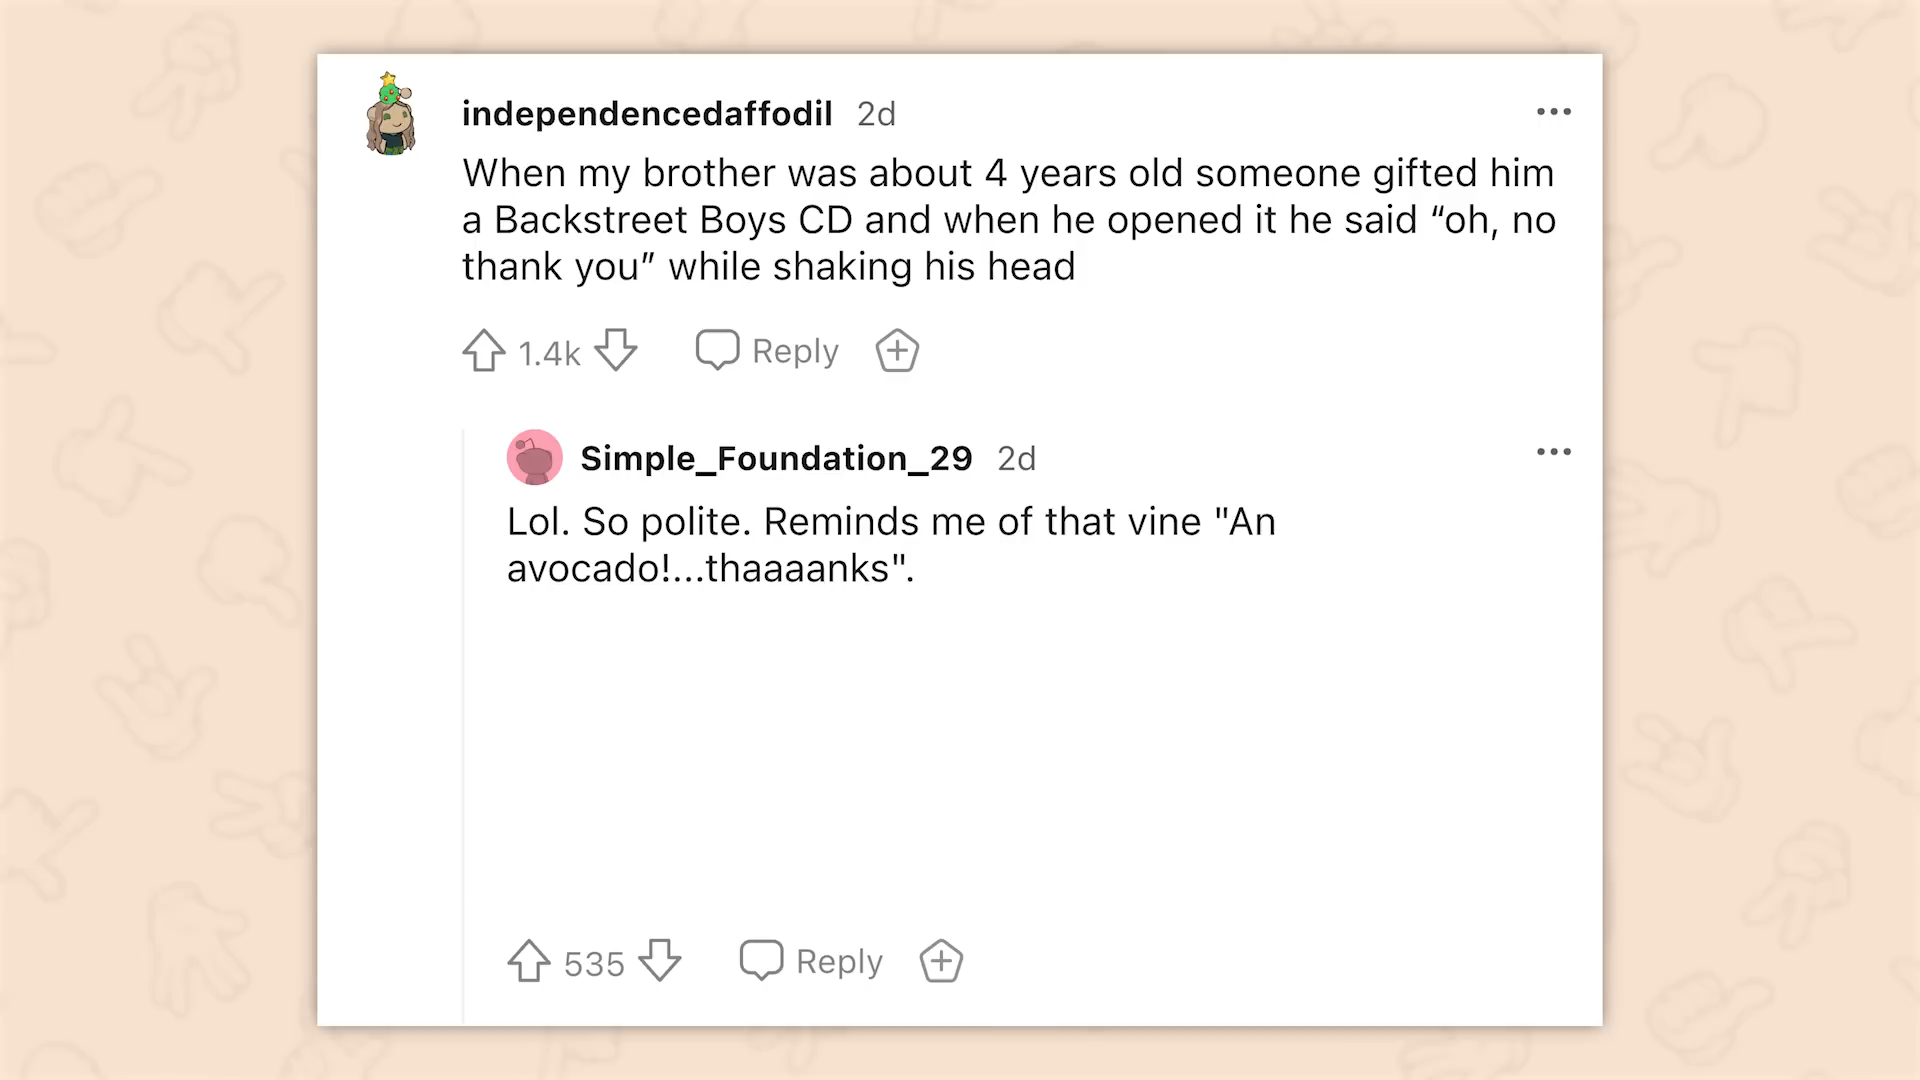 independencedaffodil 2d
When my brother was about 4 years old someone gifted him
a Backstreet Boys CD and when he opened it he said “oh, no
thank you” while shaking his head
1.4k Reply
Simple_Foundation_29 2d
Lol. So polite. Reminds me of that vine "An
avocado!...thaaaanks".
535 Reply